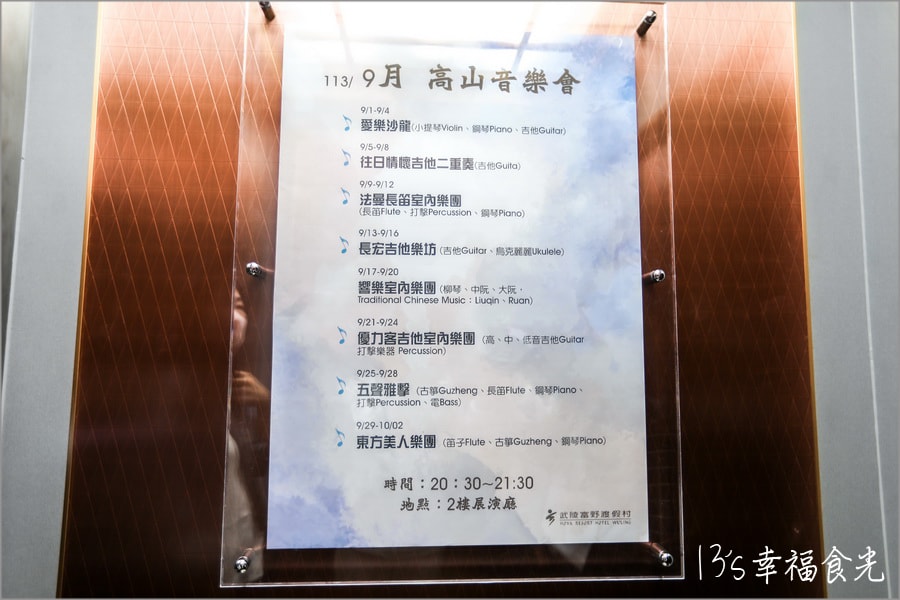 113/ 9月 高山音樂會
9/1-9/4
愛樂沙龍(小提琴Violin、鋼琴Piano、吉他Guitar)
9/5-9/8
往日情懷吉他二重奏(吉他Guita)
9/9-9/12
法曼長笛室內樂團
(長笛Flute、打擊Percussion、鋼琴Piano)
9/13-9/16
長宏吉他樂坊(吉他Guitar、烏克麗麗Ukulele)
9/17-9/20
響樂室內樂團(柳琴、中阮、大阮,
Traditional Chinese Music:Liuqin、Ruan)
9/21-9/24
優力客吉他室內樂團(高、中、低音吉他Guitar
打擊樂器 Percussion)
9/25-9/28
五聲雅擊(古箏Guzheng、長笛Flute、鋼琴Piano、
打擊Percussion、電Bass)
9/29-10/02
東方美人樂團(笛子Flute、古箏Guzheng、鋼琴Piano)
時間:20:30~21:30
地點:2樓展演廳
武陵富野渡假村
HOYA RESORT HOTEL WULING
13's幸福食光